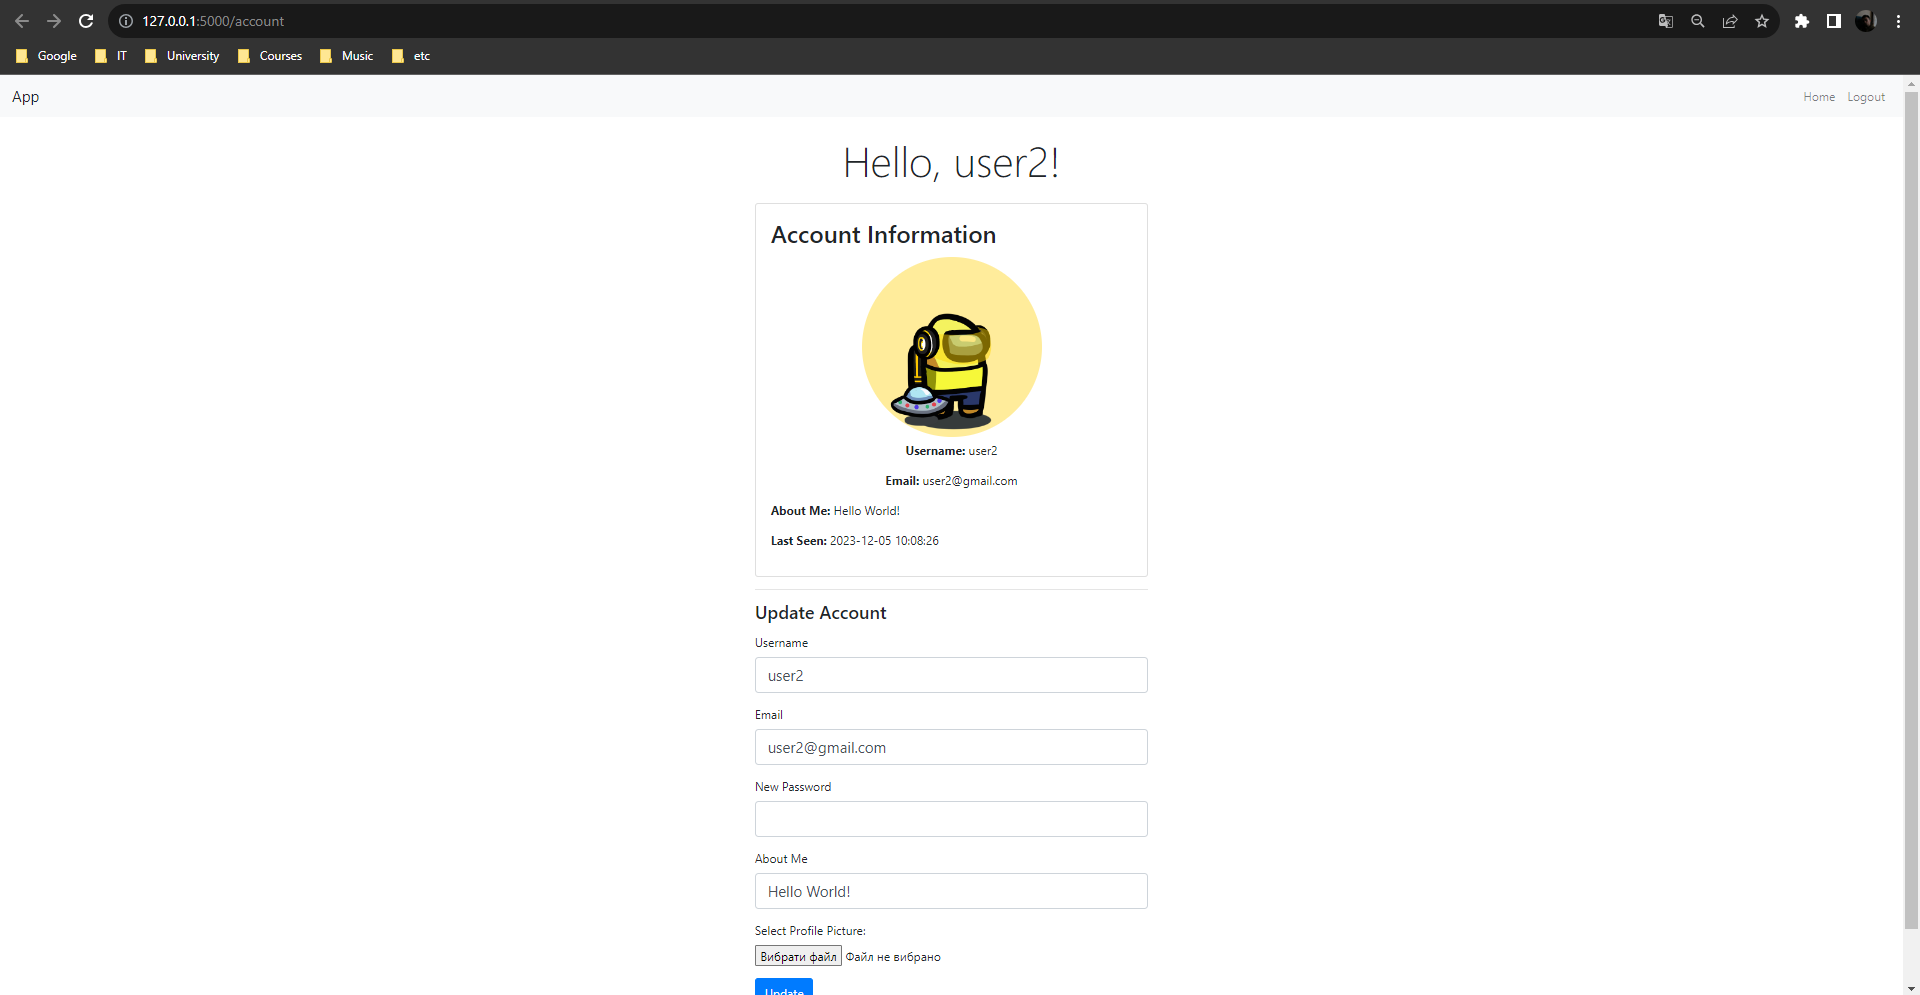 127.0.0.1:5000/account
Google IT University Courses Music etc
App Home Logout
Hello, user2!
Account Information
Username: user2
Email: user2@gmail.com
About Me: Hello World!
Last Seen: 2023-12-05 10:08:26
Update Account
Username
user2
Email
user2@gmail.com
New Password
About Me
Hello World!
Select Profile Picture:
Вибрати файл Файл не вибрано
Update